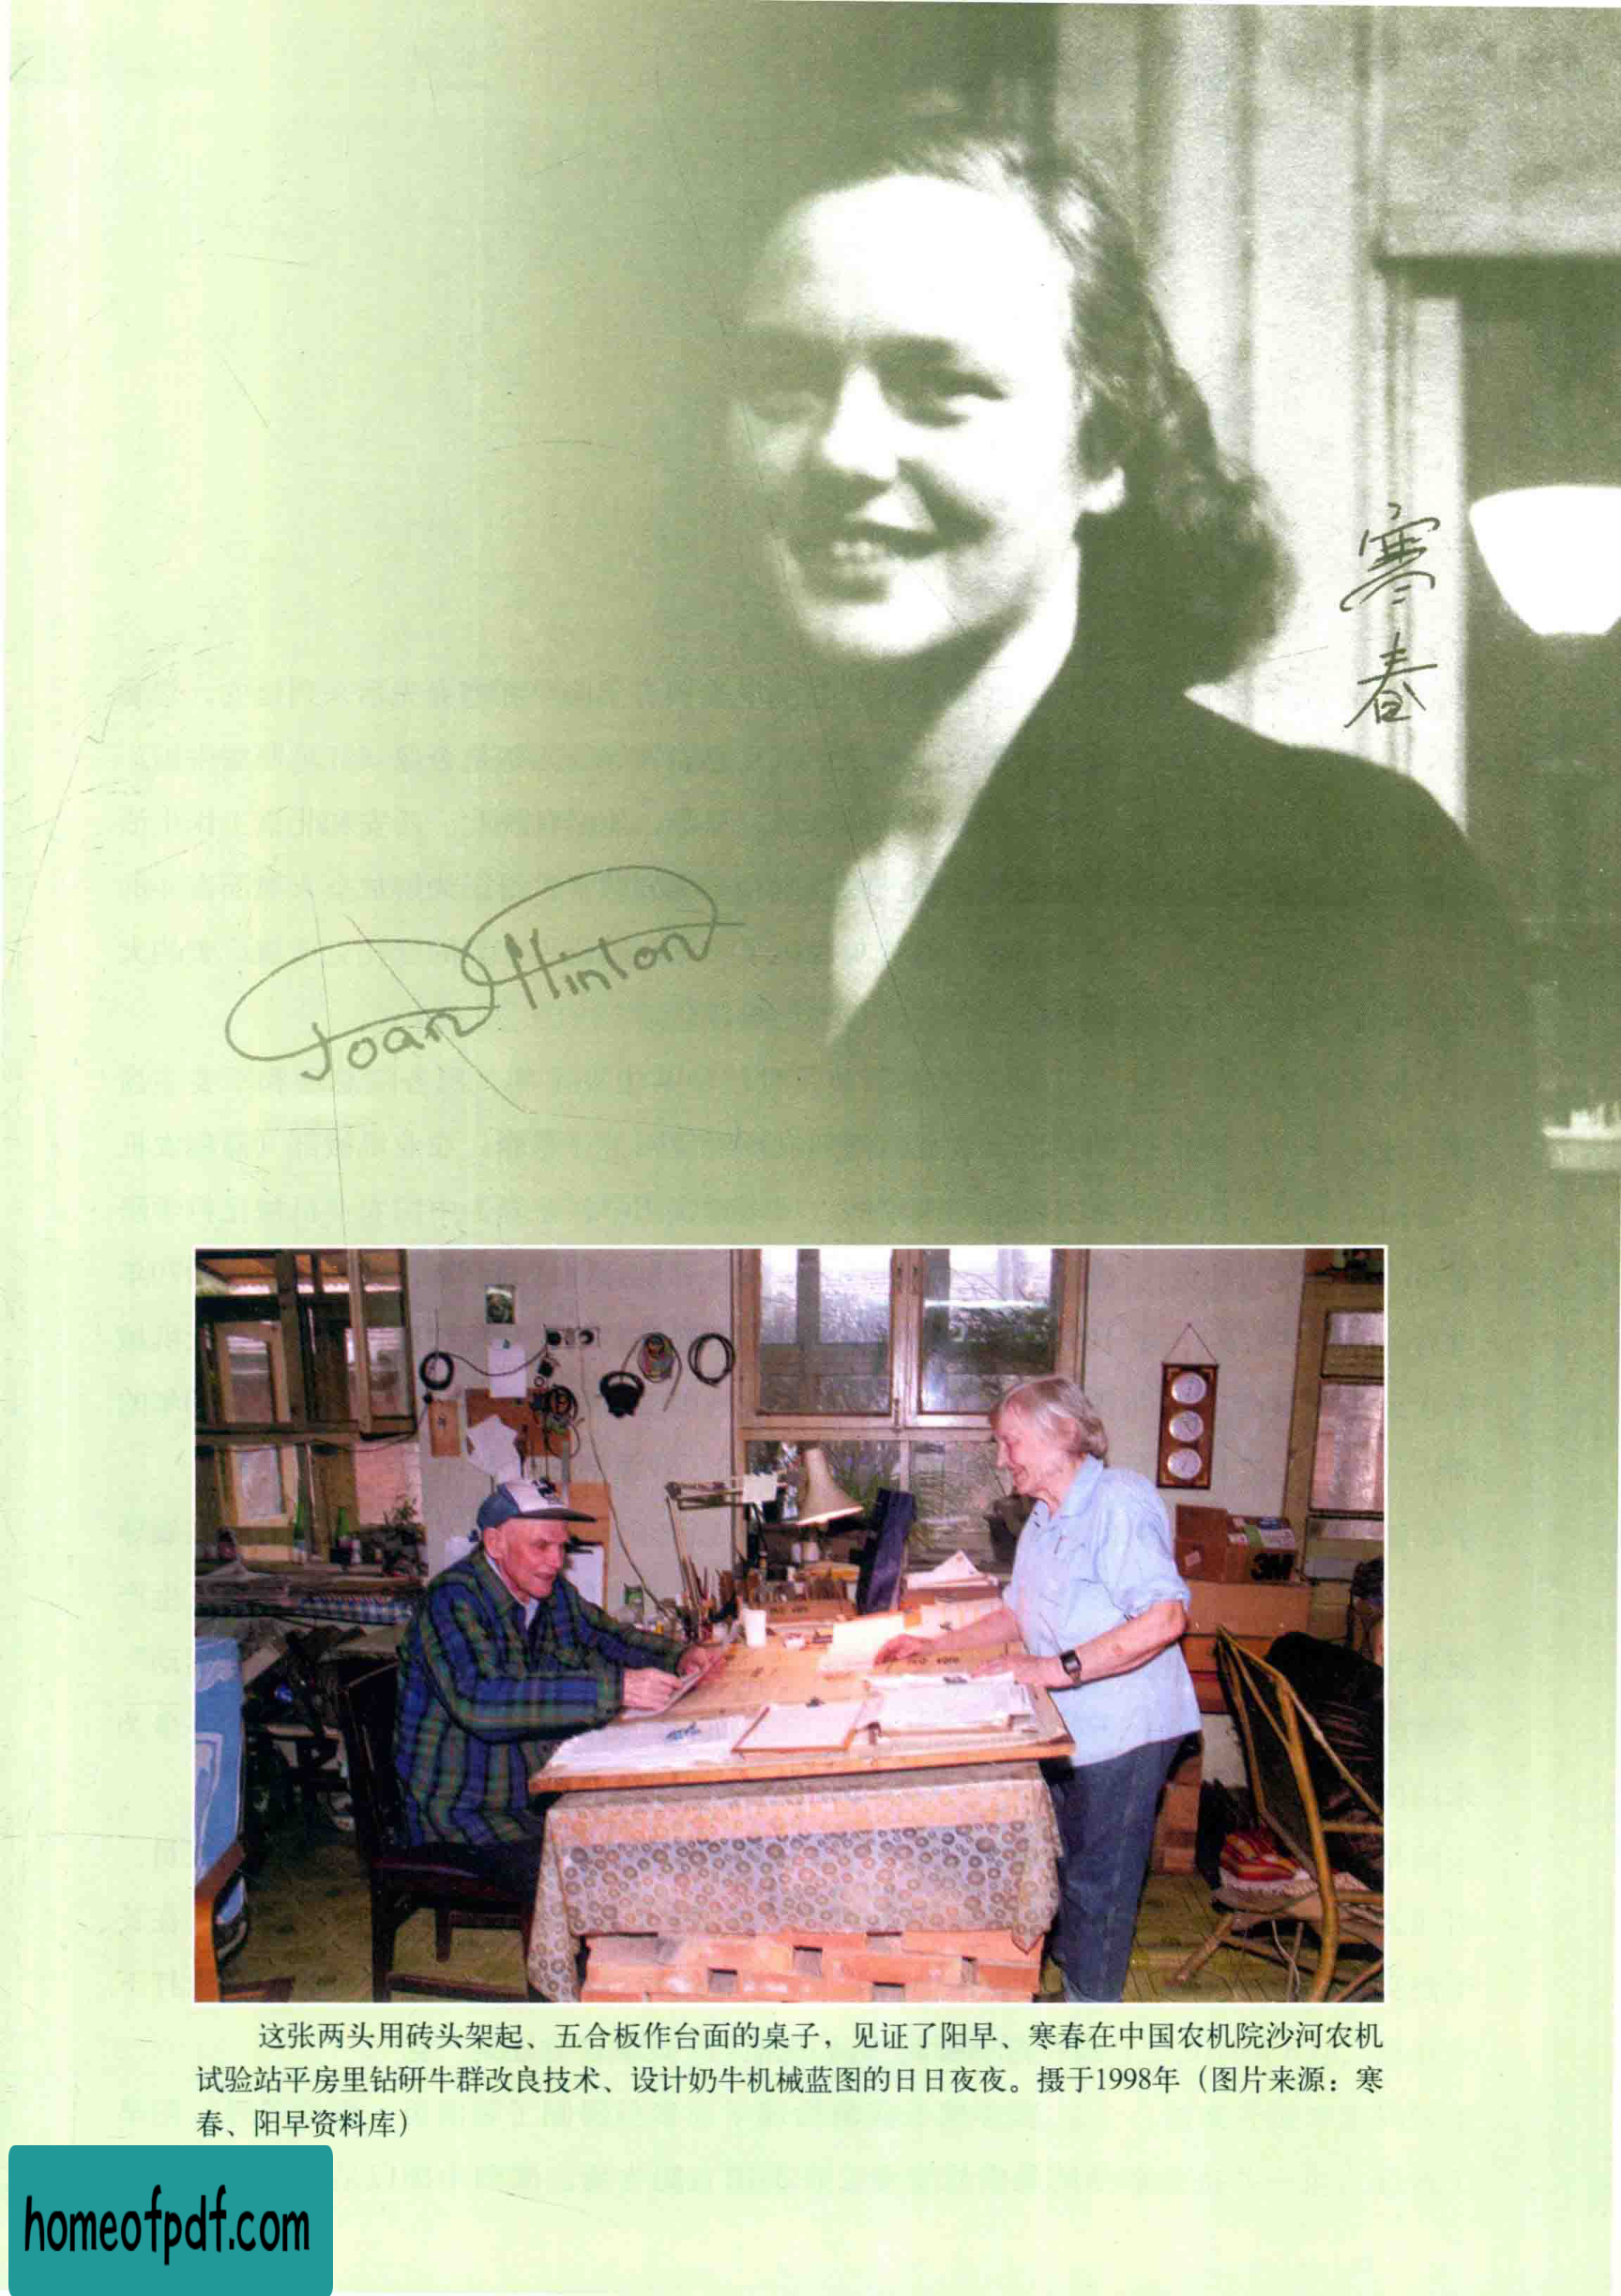 寒春
Joan Hinton
3M
这张两头用砖头架起、五合板作台面的桌子，见证了阳早、寒春在中国农机院沙河农机
试验站平房里钻研牛群改良技术、设计奶牛机械蓝图的日日夜夜。摄于1998年（图片来源：寒
春、阳早资料库）
homeofpdf.com